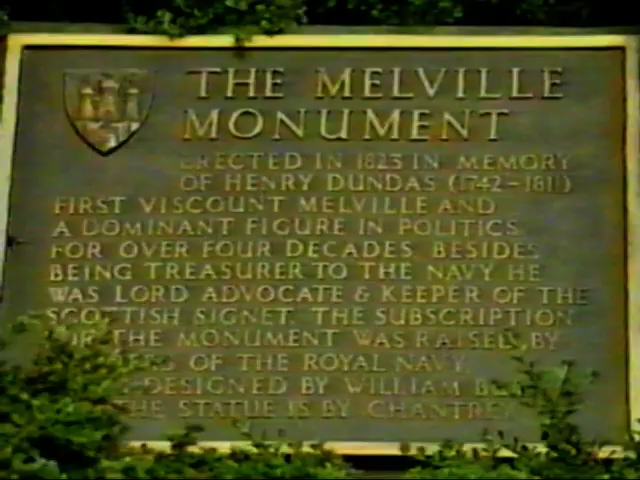 THE MELVILLE
MONUMENT
ERECTED IN 1823 IN MEMORY
OF HENRY DUNDAS (1742-1811)
FIRST VISCOUNT MELVILLE AND
A DOMINANT FIGURE IN POLITICS
FOR OVER FOUR DECADES. BESIDES
BEING TREASURER TO THE NAVY HE
WAS LORD ADVOCATE & KEEPER OF THE
SCOTTISH SIGNET. THE SUBSCRIPTION
FOR THE MONUMENT WAS RAISED BY
OF THE ROYAL NAVY.
DESIGNED BY WILLIAM
THE STATUE IS BY CHANTREY